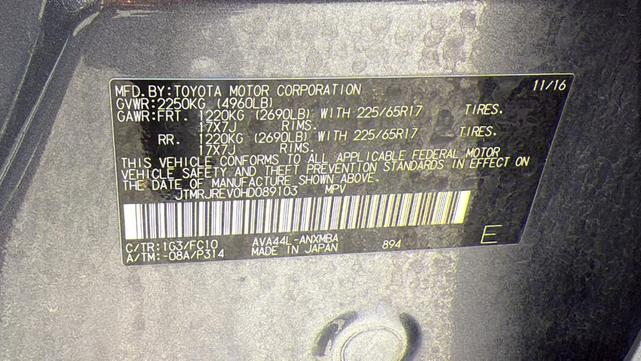 MFD.BY:TOYOTA MOTOR CORPORATION 11/16
GVWR:2250KG (4960LB)
GAWR:FRT. 1220KG (2690LB) WITH 225/65R17 TIRES.
17X7J RIMS.
RR. 1220KG (2690LB) WITH 225/65R17 TIRES.
17X7J RIMS.
THIS VEHICLE CONFORMS TO ALL APPLICABLE FEDERAL MOTOR
VEHICLE SAFETY AND THEFT PREVENTION STANDARDS IN EFFECT ON
THE DATE OF MANUFACTURE SHOWN ABOVE.
JTMRJREV0HD089103 MPV
C/TR:1G3/FC10 AVA44L-ANXMBA 894 E
A/TM:-08A/P314 MADE IN JAPAN